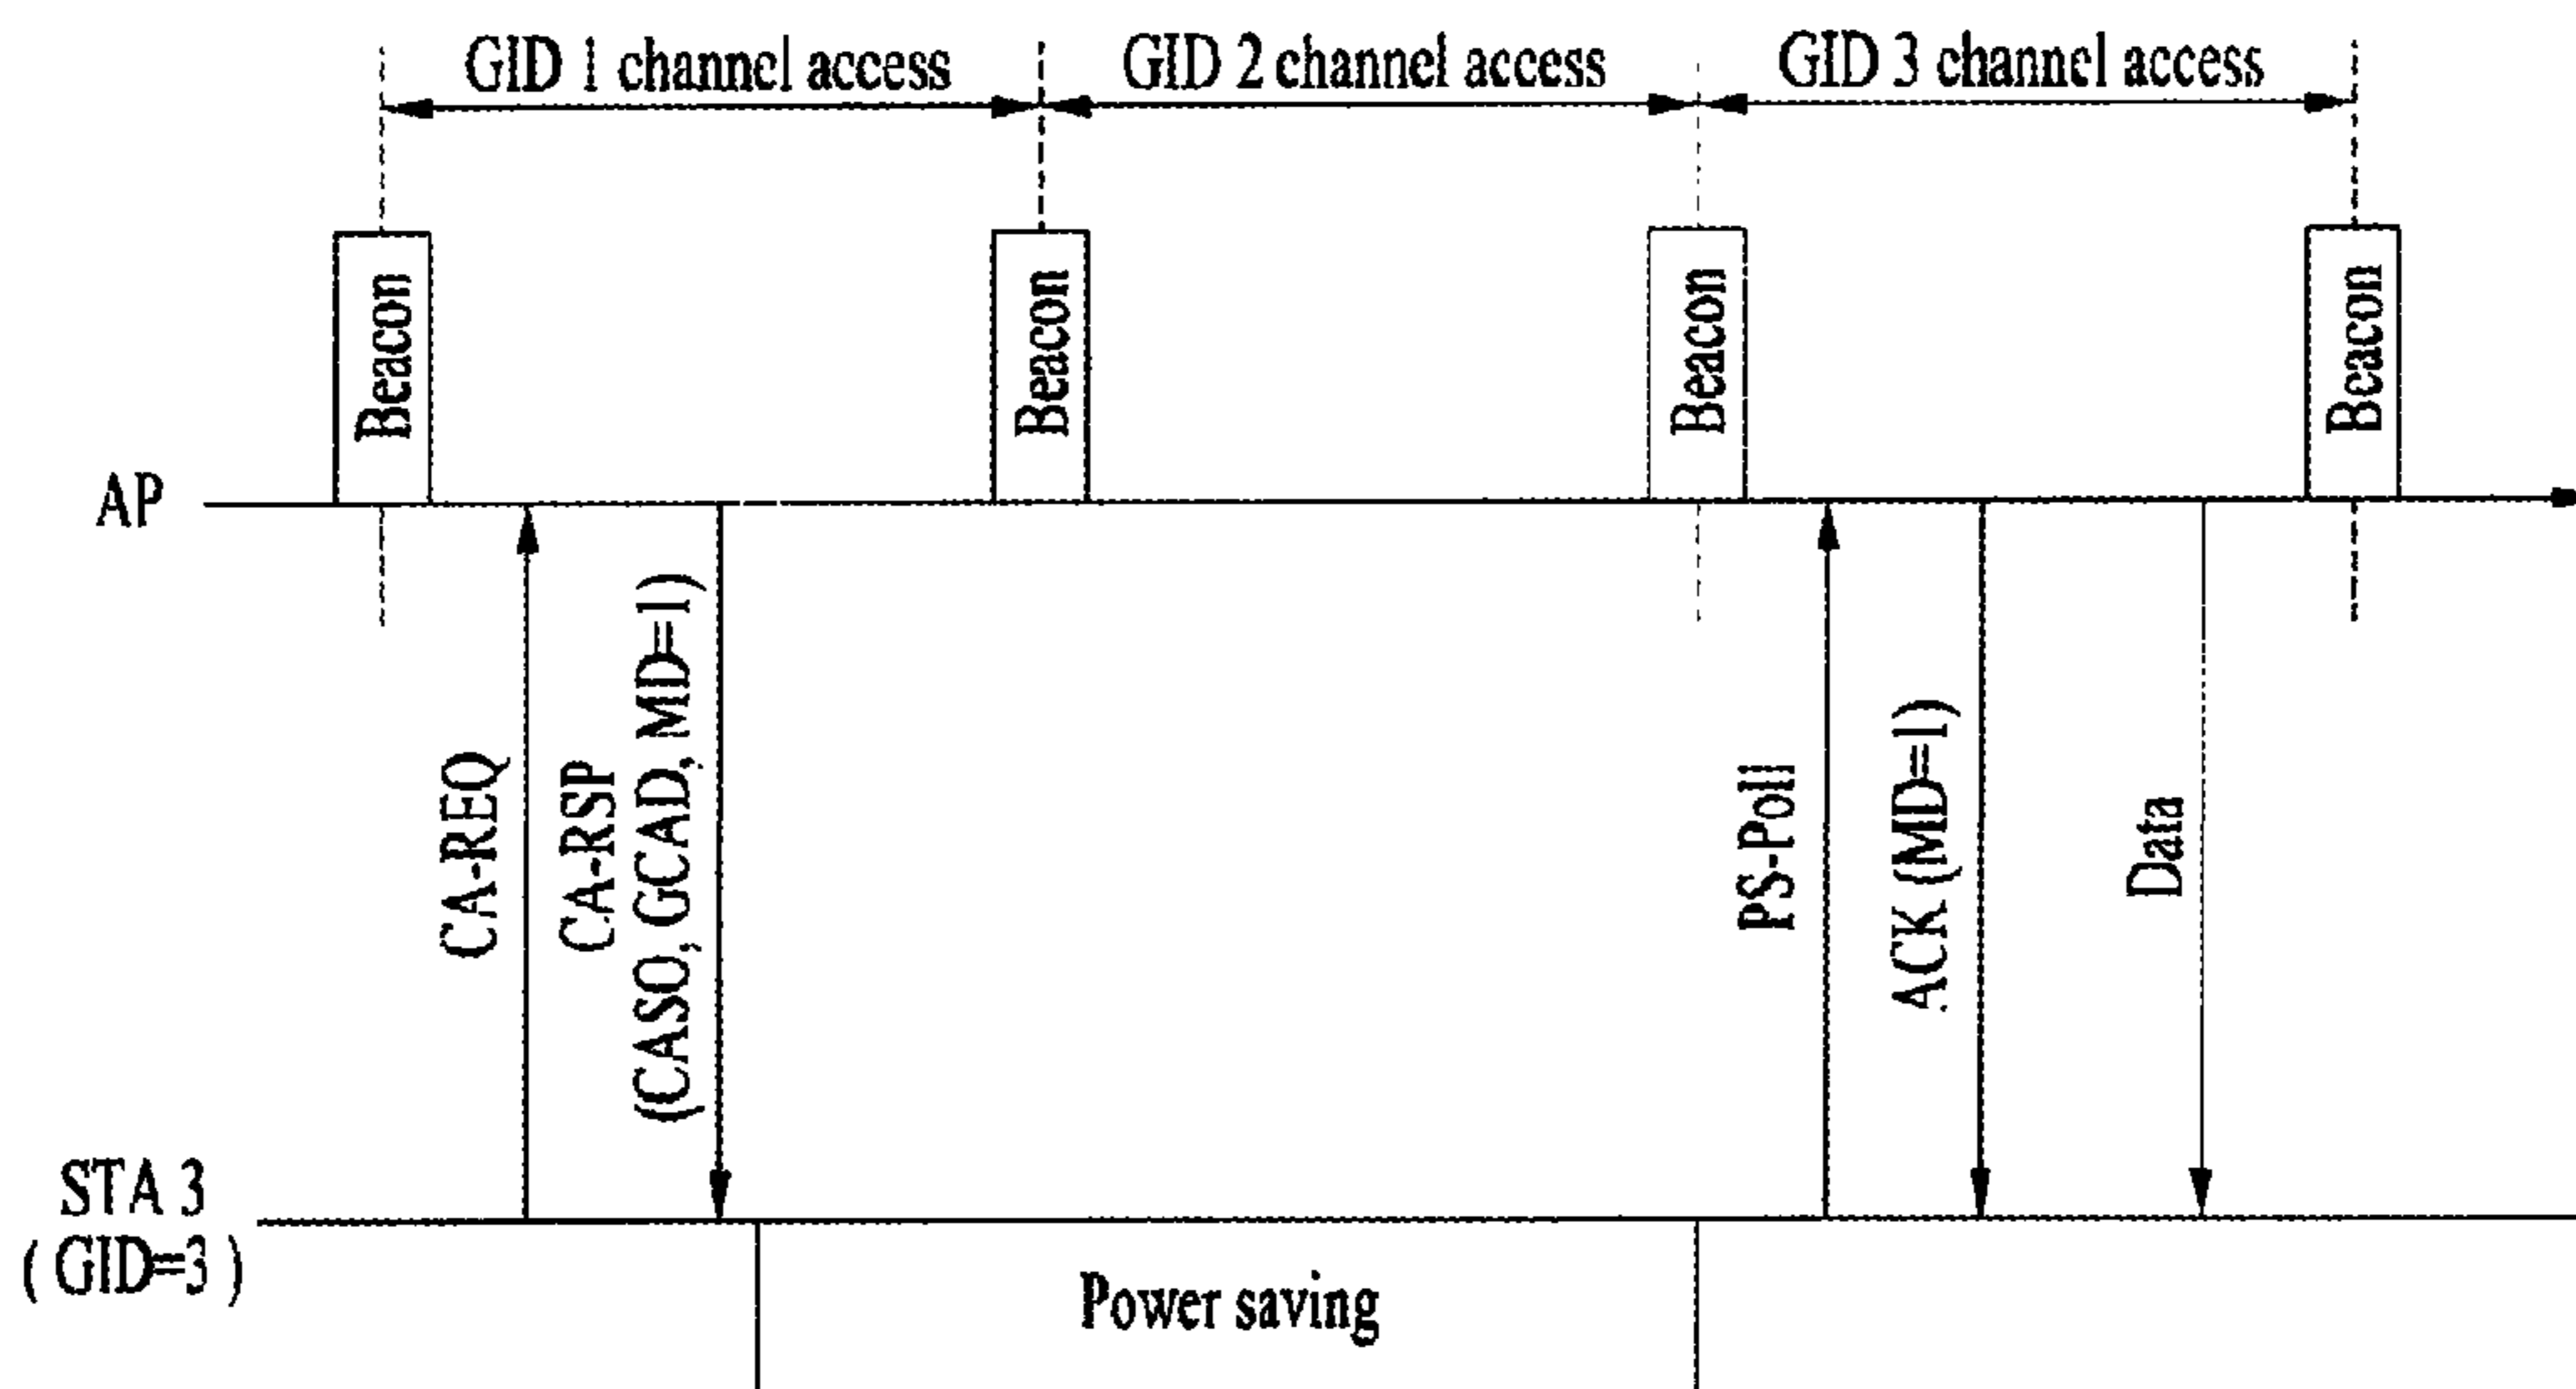 GID 1 channel access
GID 2 channel access
GID 3 channel access
Beacon
Beacon
Beacon
Beacon
AP
CA-REQ
CA-RSP
(CASO, GCAD, MD=1)
PS-Poll
ACK (MD=1)
Data
STA 3
( GID=3 )
Power saving